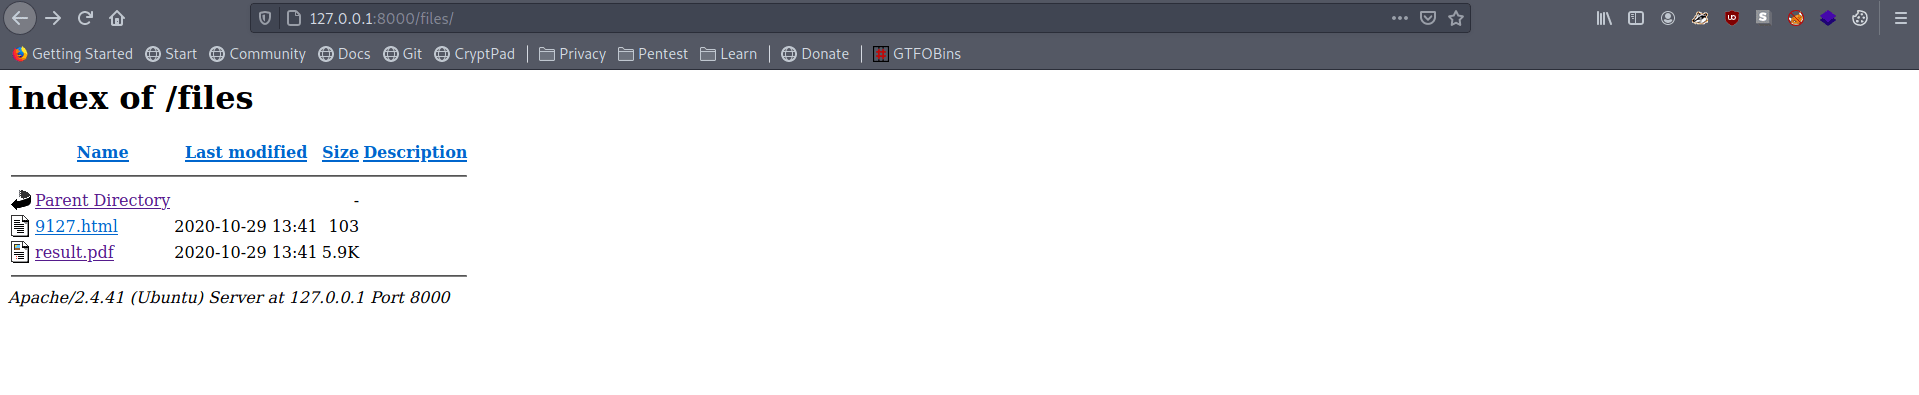 127.0.0.1:8000/files/
Getting Started Start Community Docs Git CryptPad Privacy Pentest Learn Donate GTFOBins
Index of /files
Name Last modified Size Description
Parent Directory -
9127.html 2020-10-29 13:41 103
result.pdf 2020-10-29 13:41 5.9K
Apache/2.4.41 (Ubuntu) Server at 127.0.0.1 Port 8000